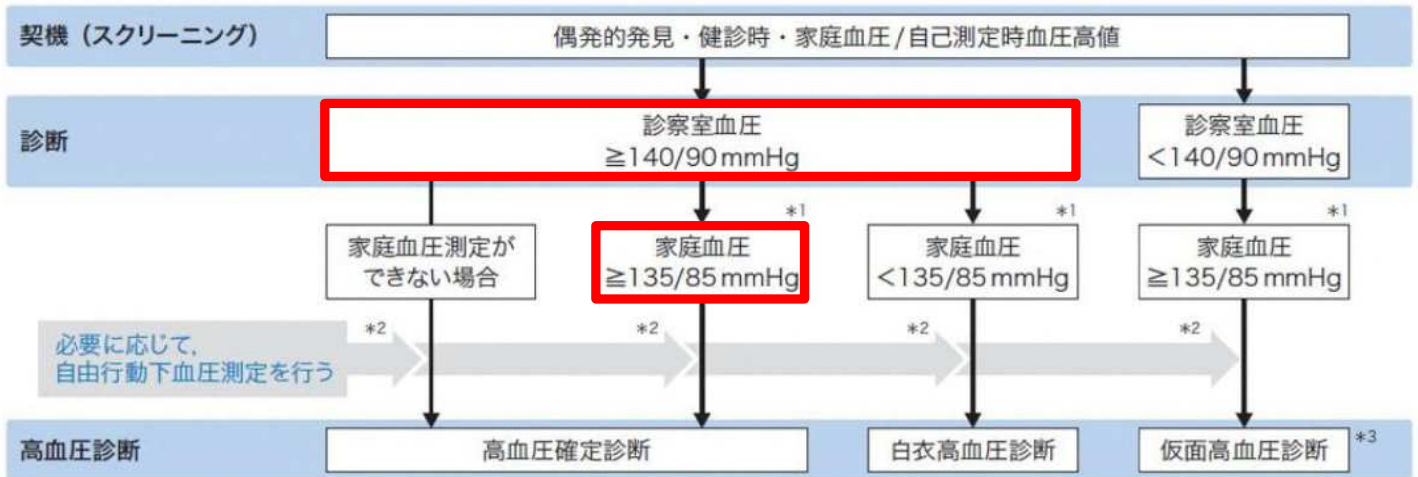 契機（スクリーニング）
偶発的発見・健診時・家庭血圧/自己測定時血圧高値
診断
診察室血圧
≧140/90mmHg
診察室血圧
<140/90mmHg
家庭血圧測定が
できない場合
*1
家庭血圧
≧135/85mmHg
*1
家庭血圧
<135/85mmHg
*1
家庭血圧
≧135/85mmHg
必要に応じて，
自由行動下血圧測定を行う
*2
*2
*2
*2
高血圧診断
高血圧確定診断
白衣高血圧診断
仮面高血圧診断
*3